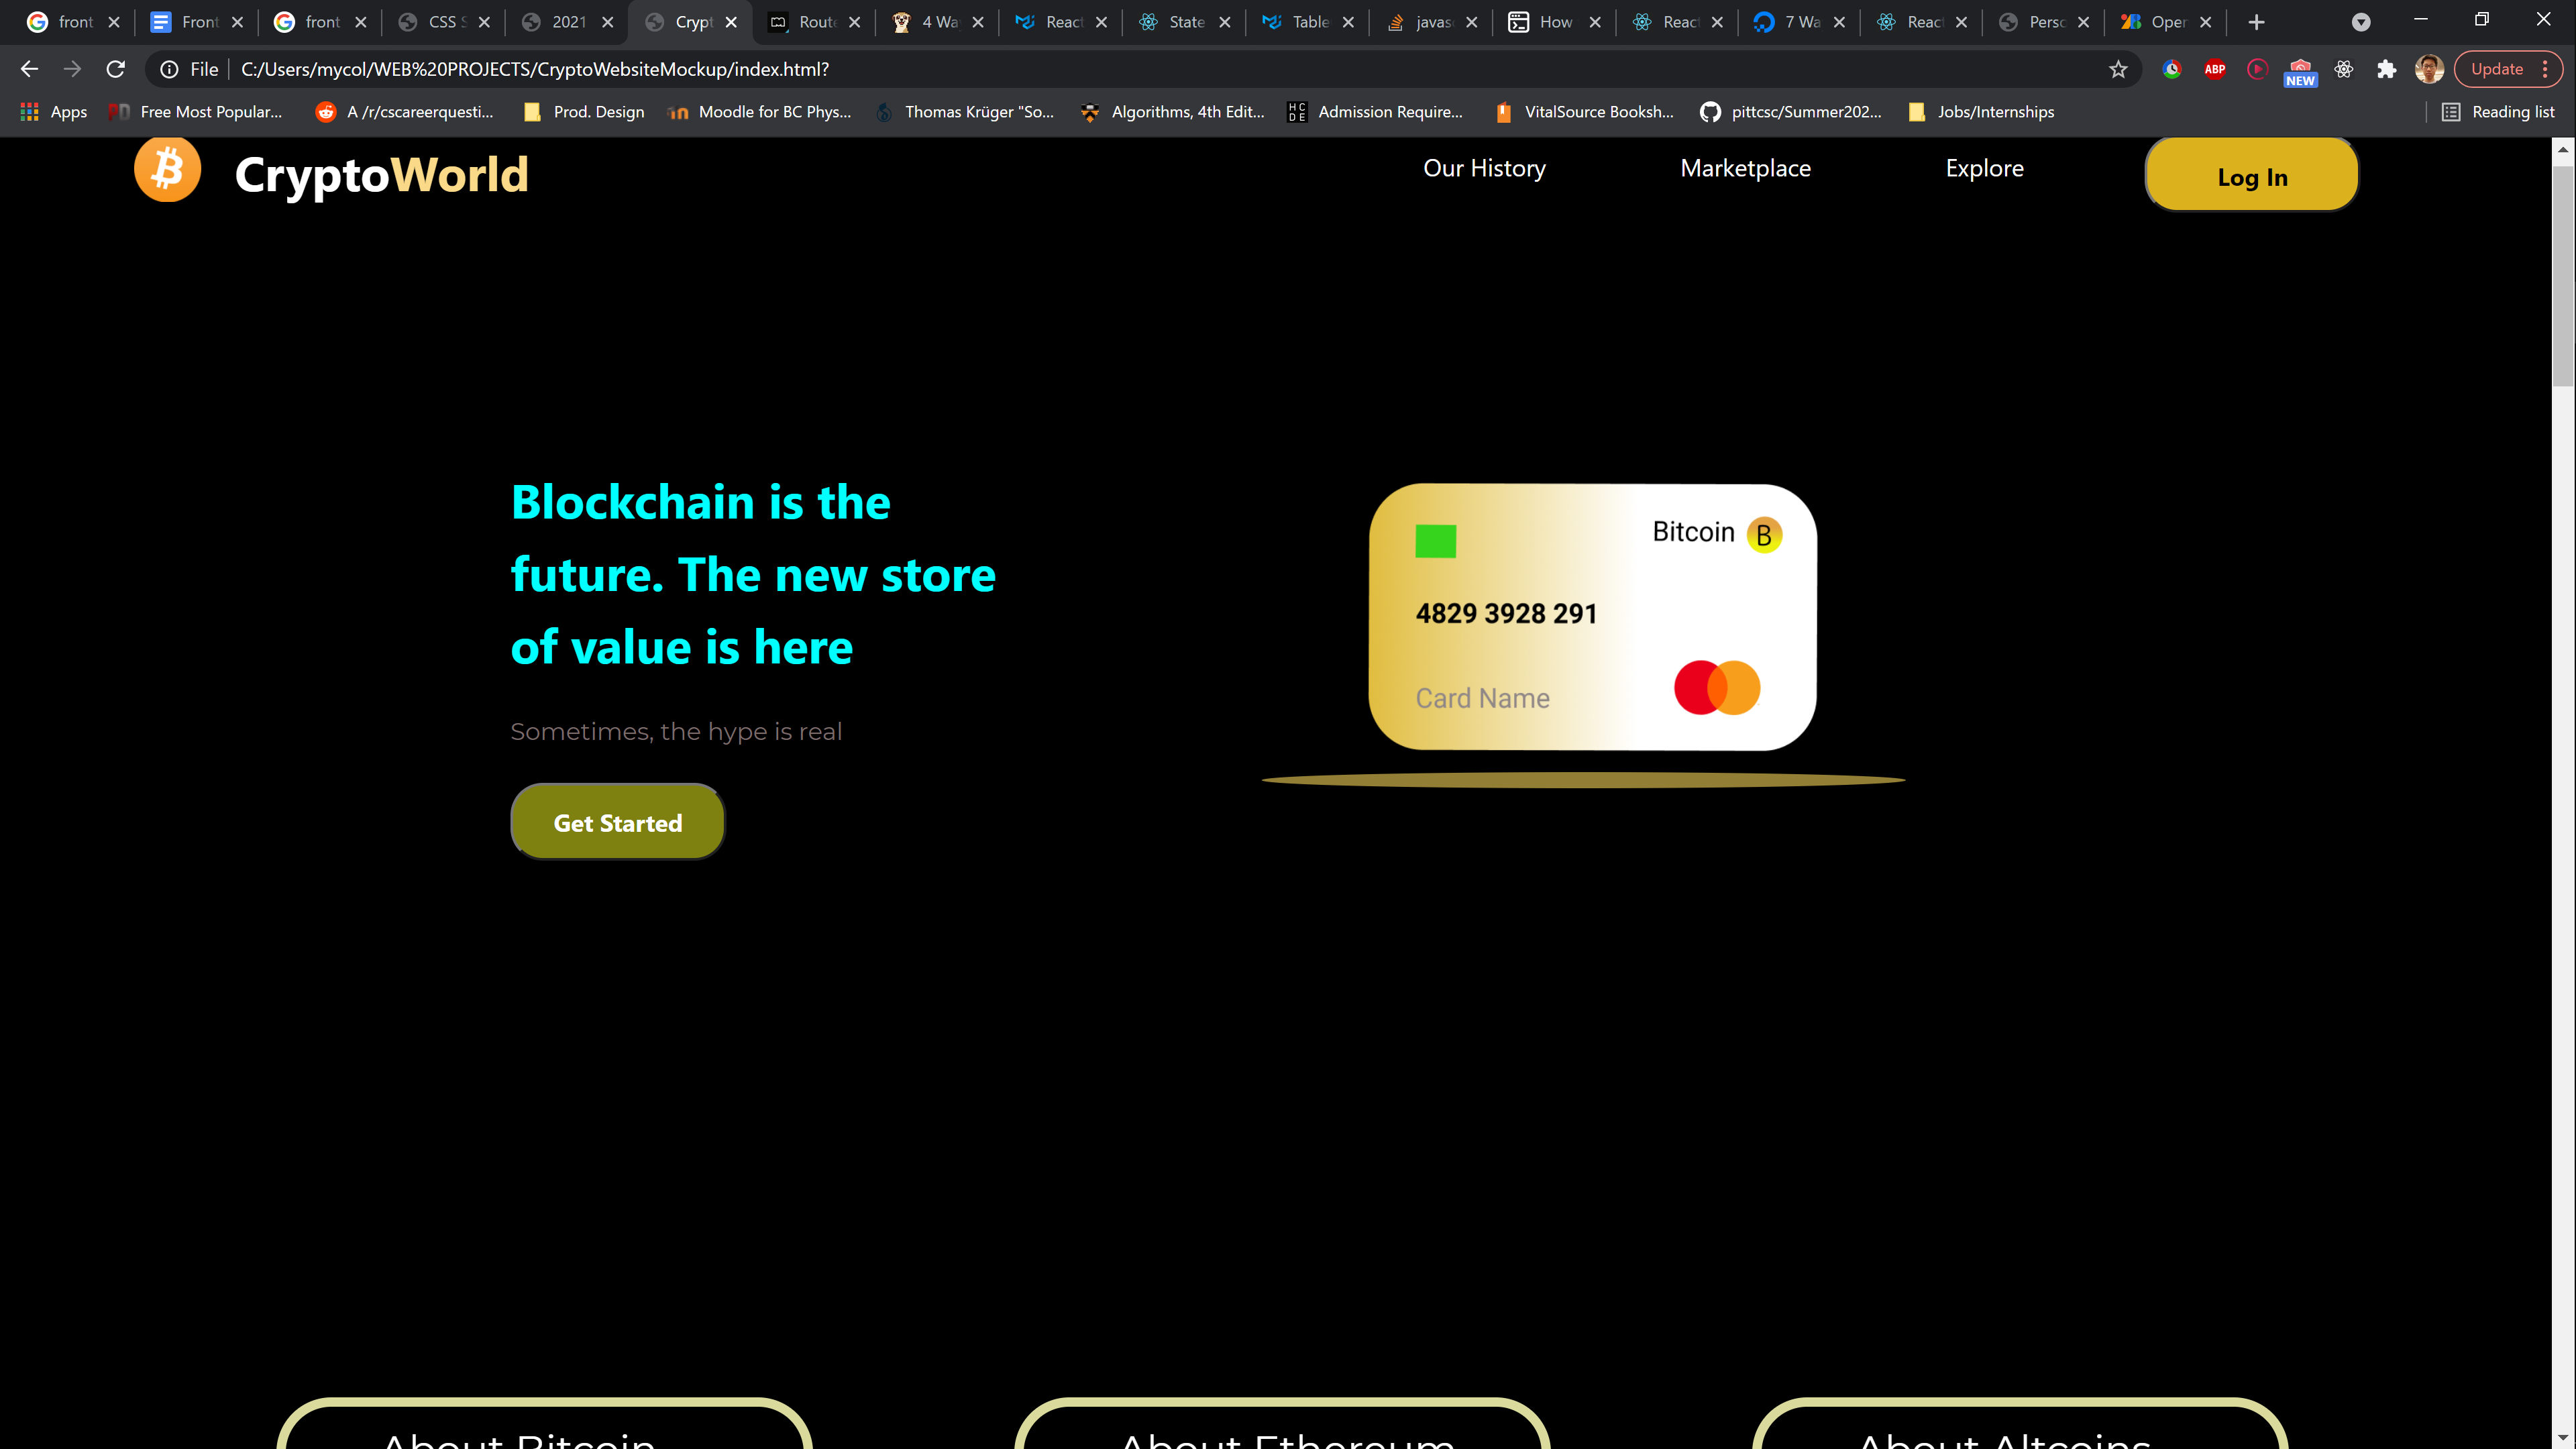 front
Front
front
CSS S
2021
Crypt
Route
4 Wa
React
State
Table
javas
How
React
7 Wa
React
Perso
Open
File
C:/Users/mycol/WEB%20PROJECTS/CryptoWebsiteMockup/index.html?
ABP
NEW
Update
Apps
Free Most Popular...
A /r/cscareerquesti...
Prod. Design
Moodle for BC Phys...
Thomas Krüger "So...
Algorithms, 4th Edit...
HCDE
Admission Require...
VitalSource Booksh...
pittcsc/Summer202...
Jobs/Internships
Reading list
CryptoWorld
Our History
Marketplace
Explore
Log In
Blockchain is the
future. The new store
of value is here
Sometimes, the hype is real
Get Started
Bitcoin B
4829 3928 291
Card Name
About Bitcoin
About Ethereum
About Altcoins